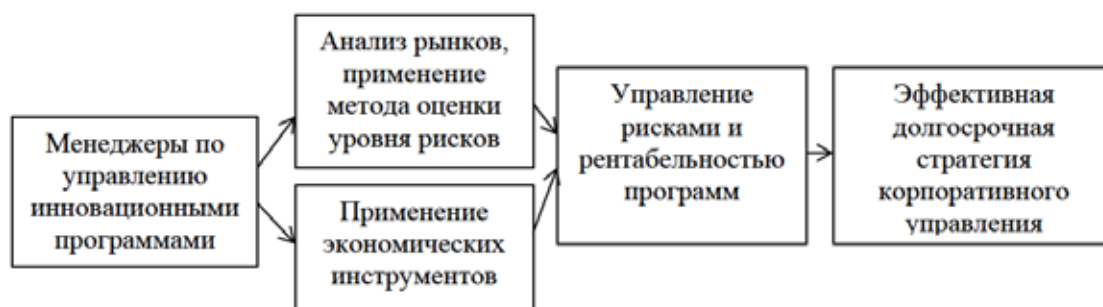 Менеджеры по
управлению
инновационными
программами
Анализ рынков,
применение
метода оценки
уровня рисков
Применение
экономических
инструментов
Управление
рисками и
рентабельностью
программ
Эффективная
долгосрочная
стратегия
корпоративного
управления